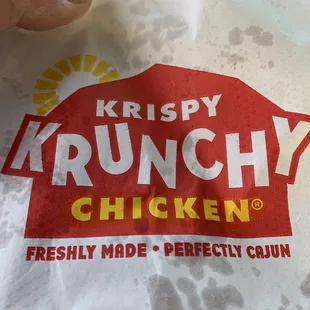 KRISPY
KRUNCHY
CHICKEN®
FRESHLY MADE • PERFECTLY CAJUN